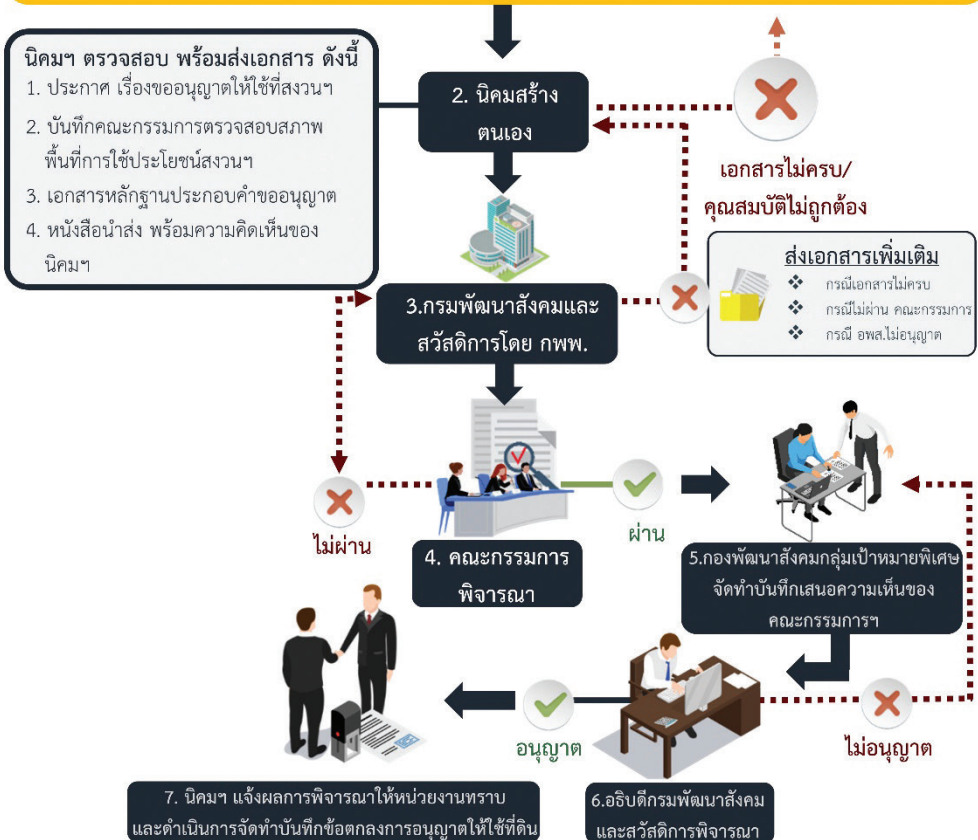 นิคมฯ ตรวจสอบ พร้อมส่งเอกสาร ดังนี้
1. ประกาศ เรื่องขออนุญาตให้ใช้ที่สงวนฯ
2. บันทึกคณะกรรมการตรวจสอบสภาพ
พื้นที่การใช้ประโยชน์สงวนฯ
3. เอกสารหลักฐานประกอบคำขออนุญาต
4. หนังสือนำส่ง พร้อมความคิดเห็นของ
นิคมฯ
2. นิคมสร้าง
ตนเอง
เอกสารไม่ครบ/
คุณสมบัติไม่ถูกต้อง
ส่งเอกสารเพิ่มเติม
❖ กรณีเอกสารไม่ครบ
❖ กรณีไม่ผ่าน คณะกรรมการ
❖ กรณี อพส.ไม่อนุญาต
3.กรมพัฒนาสังคมและ
สวัสดิการโดย กพพ.
ไม่ผ่าน
4. คณะกรรมการ
พิจารณา
ผ่าน
5.กองพัฒนาสังคมกลุ่มเป้าหมายพิเศษ
จัดทำบันทึกเสนอความเห็นของ
คณะกรรมการฯ
อนุญาต
ไม่อนุญาต
6.อธิบดีกรมพัฒนาสังคม
และสวัสดิการพิจารณา
7. นิคมฯ แจ้งผลการพิจารณาให้หน่วยงานทราบ
และดำเนินการจัดทำบันทึกข้อตกลงการอนุญาตให้ใช้ที่ดิน